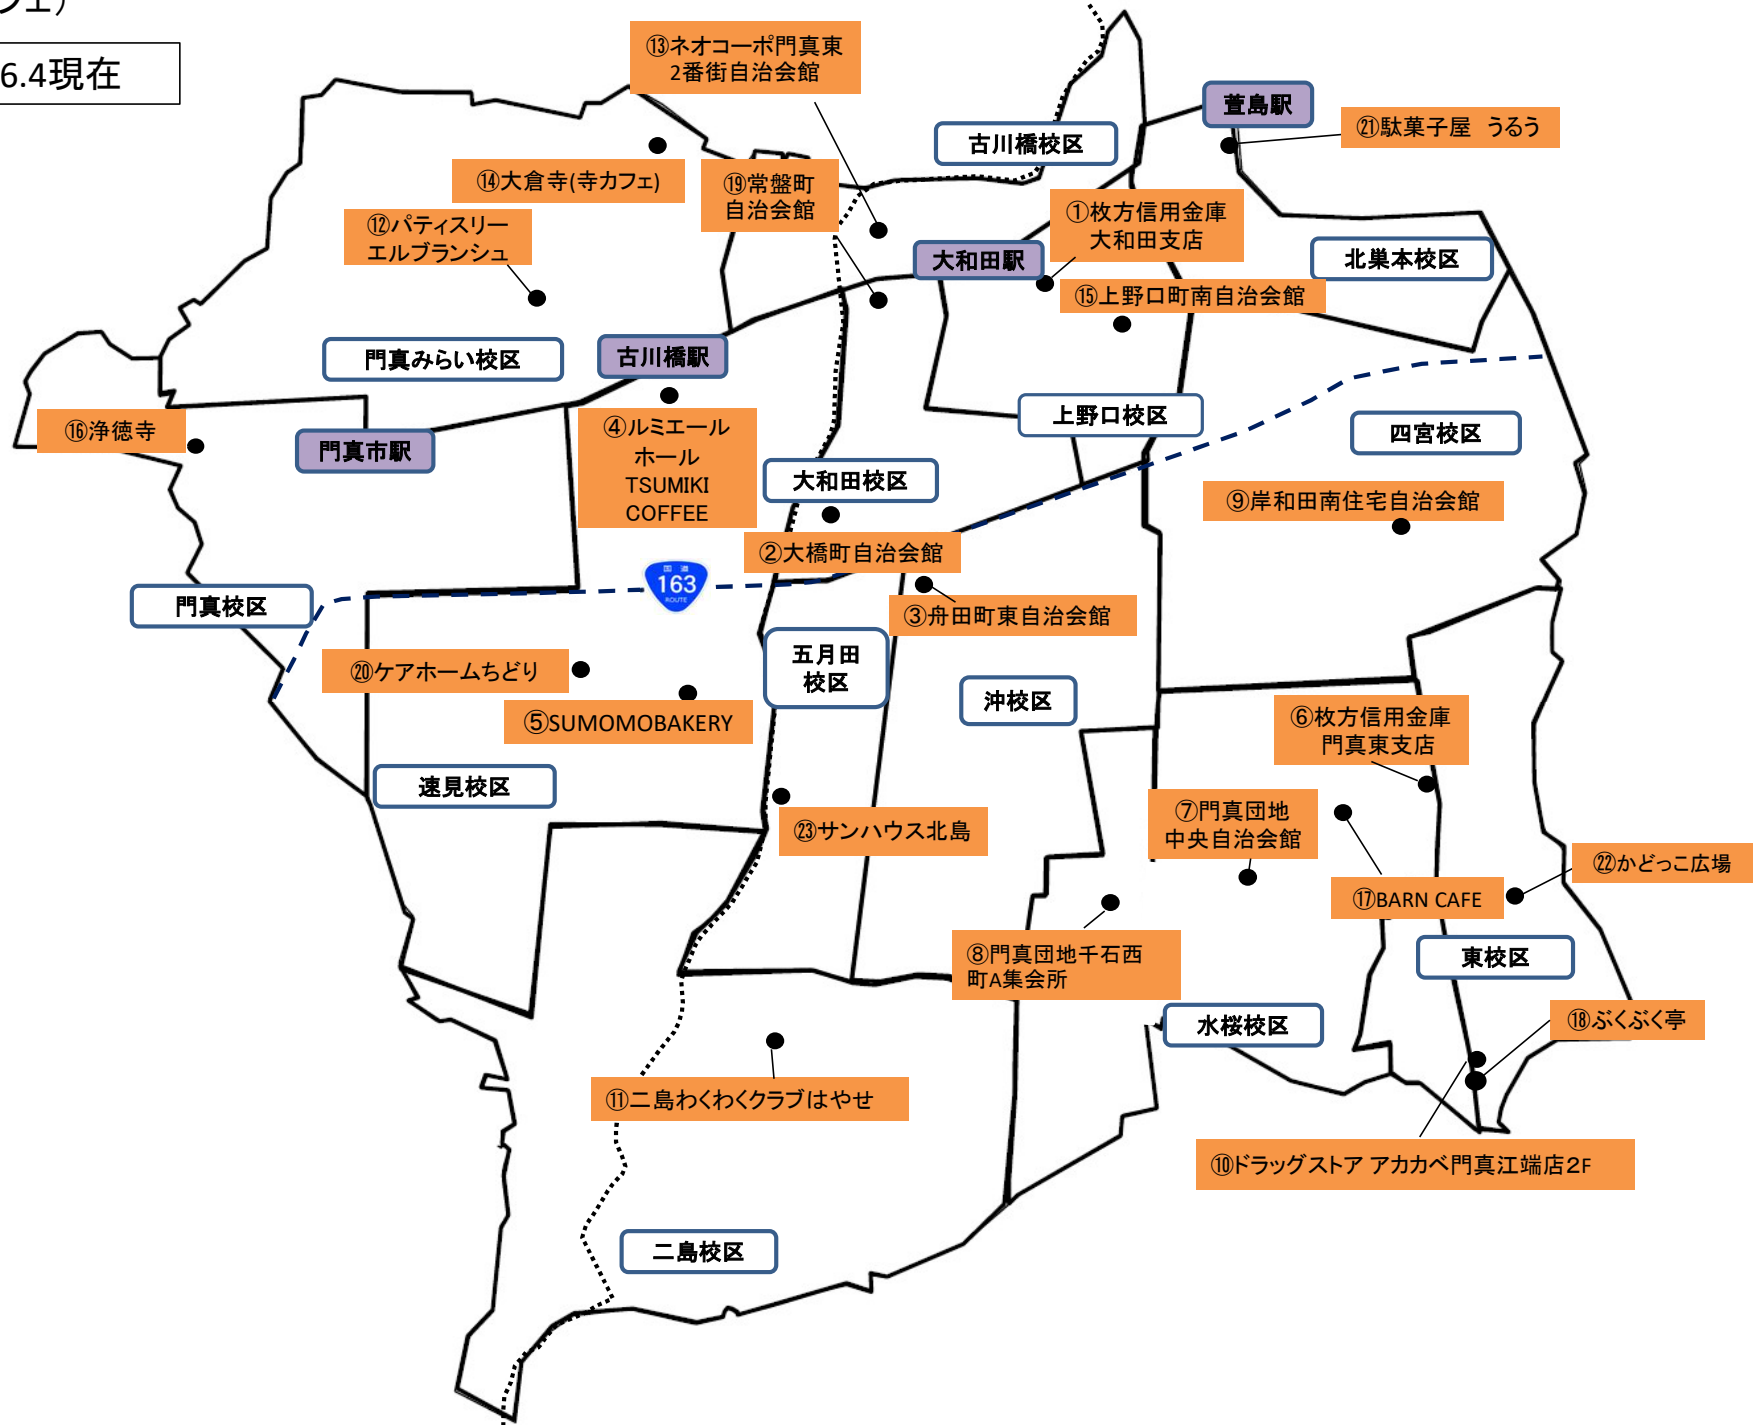 フェ）
6.4現在
⑬ネオコーポ門真東
2番街自治会館
萱島駅
㉑駄菓子屋　うるう
古川橋校区
⑭大倉寺(寺カフェ)
⑲常盤町
自治会館
①枚方信用金庫
大和田支店
⑫パティスリー
エルブランシュ
大和田駅
北巣本校区
⑮上野口町南自治会館
門真みらい校区
古川橋駅
上野口校区
⑯浄徳寺
門真市駅
④ルミエール
ホール
TSUMIKI
COFFEE
四宮校区
大和田校区
⑨岸和田南住宅自治会館
②大橋町自治会館
国道
163
ROUTE
門真校区
③舟田町東自治会館
⑳ケアホームちどり
五月田
校区
沖校区
⑤SUMOMOBAKERY
⑥枚方信用金庫
門真東支店
速見校区
⑦門真団地
中央自治会館
㉓サンハウス北島
㉒かどっこ広場
⑰BARN CAFE
⑧門真団地千石西
町A集会所
東校区
水桜校区
⑱ぶくぶく亭
⑪二島わくわくクラブはやせ
⑩ドラッグストア アカカベ門真江端店２F
二島校区